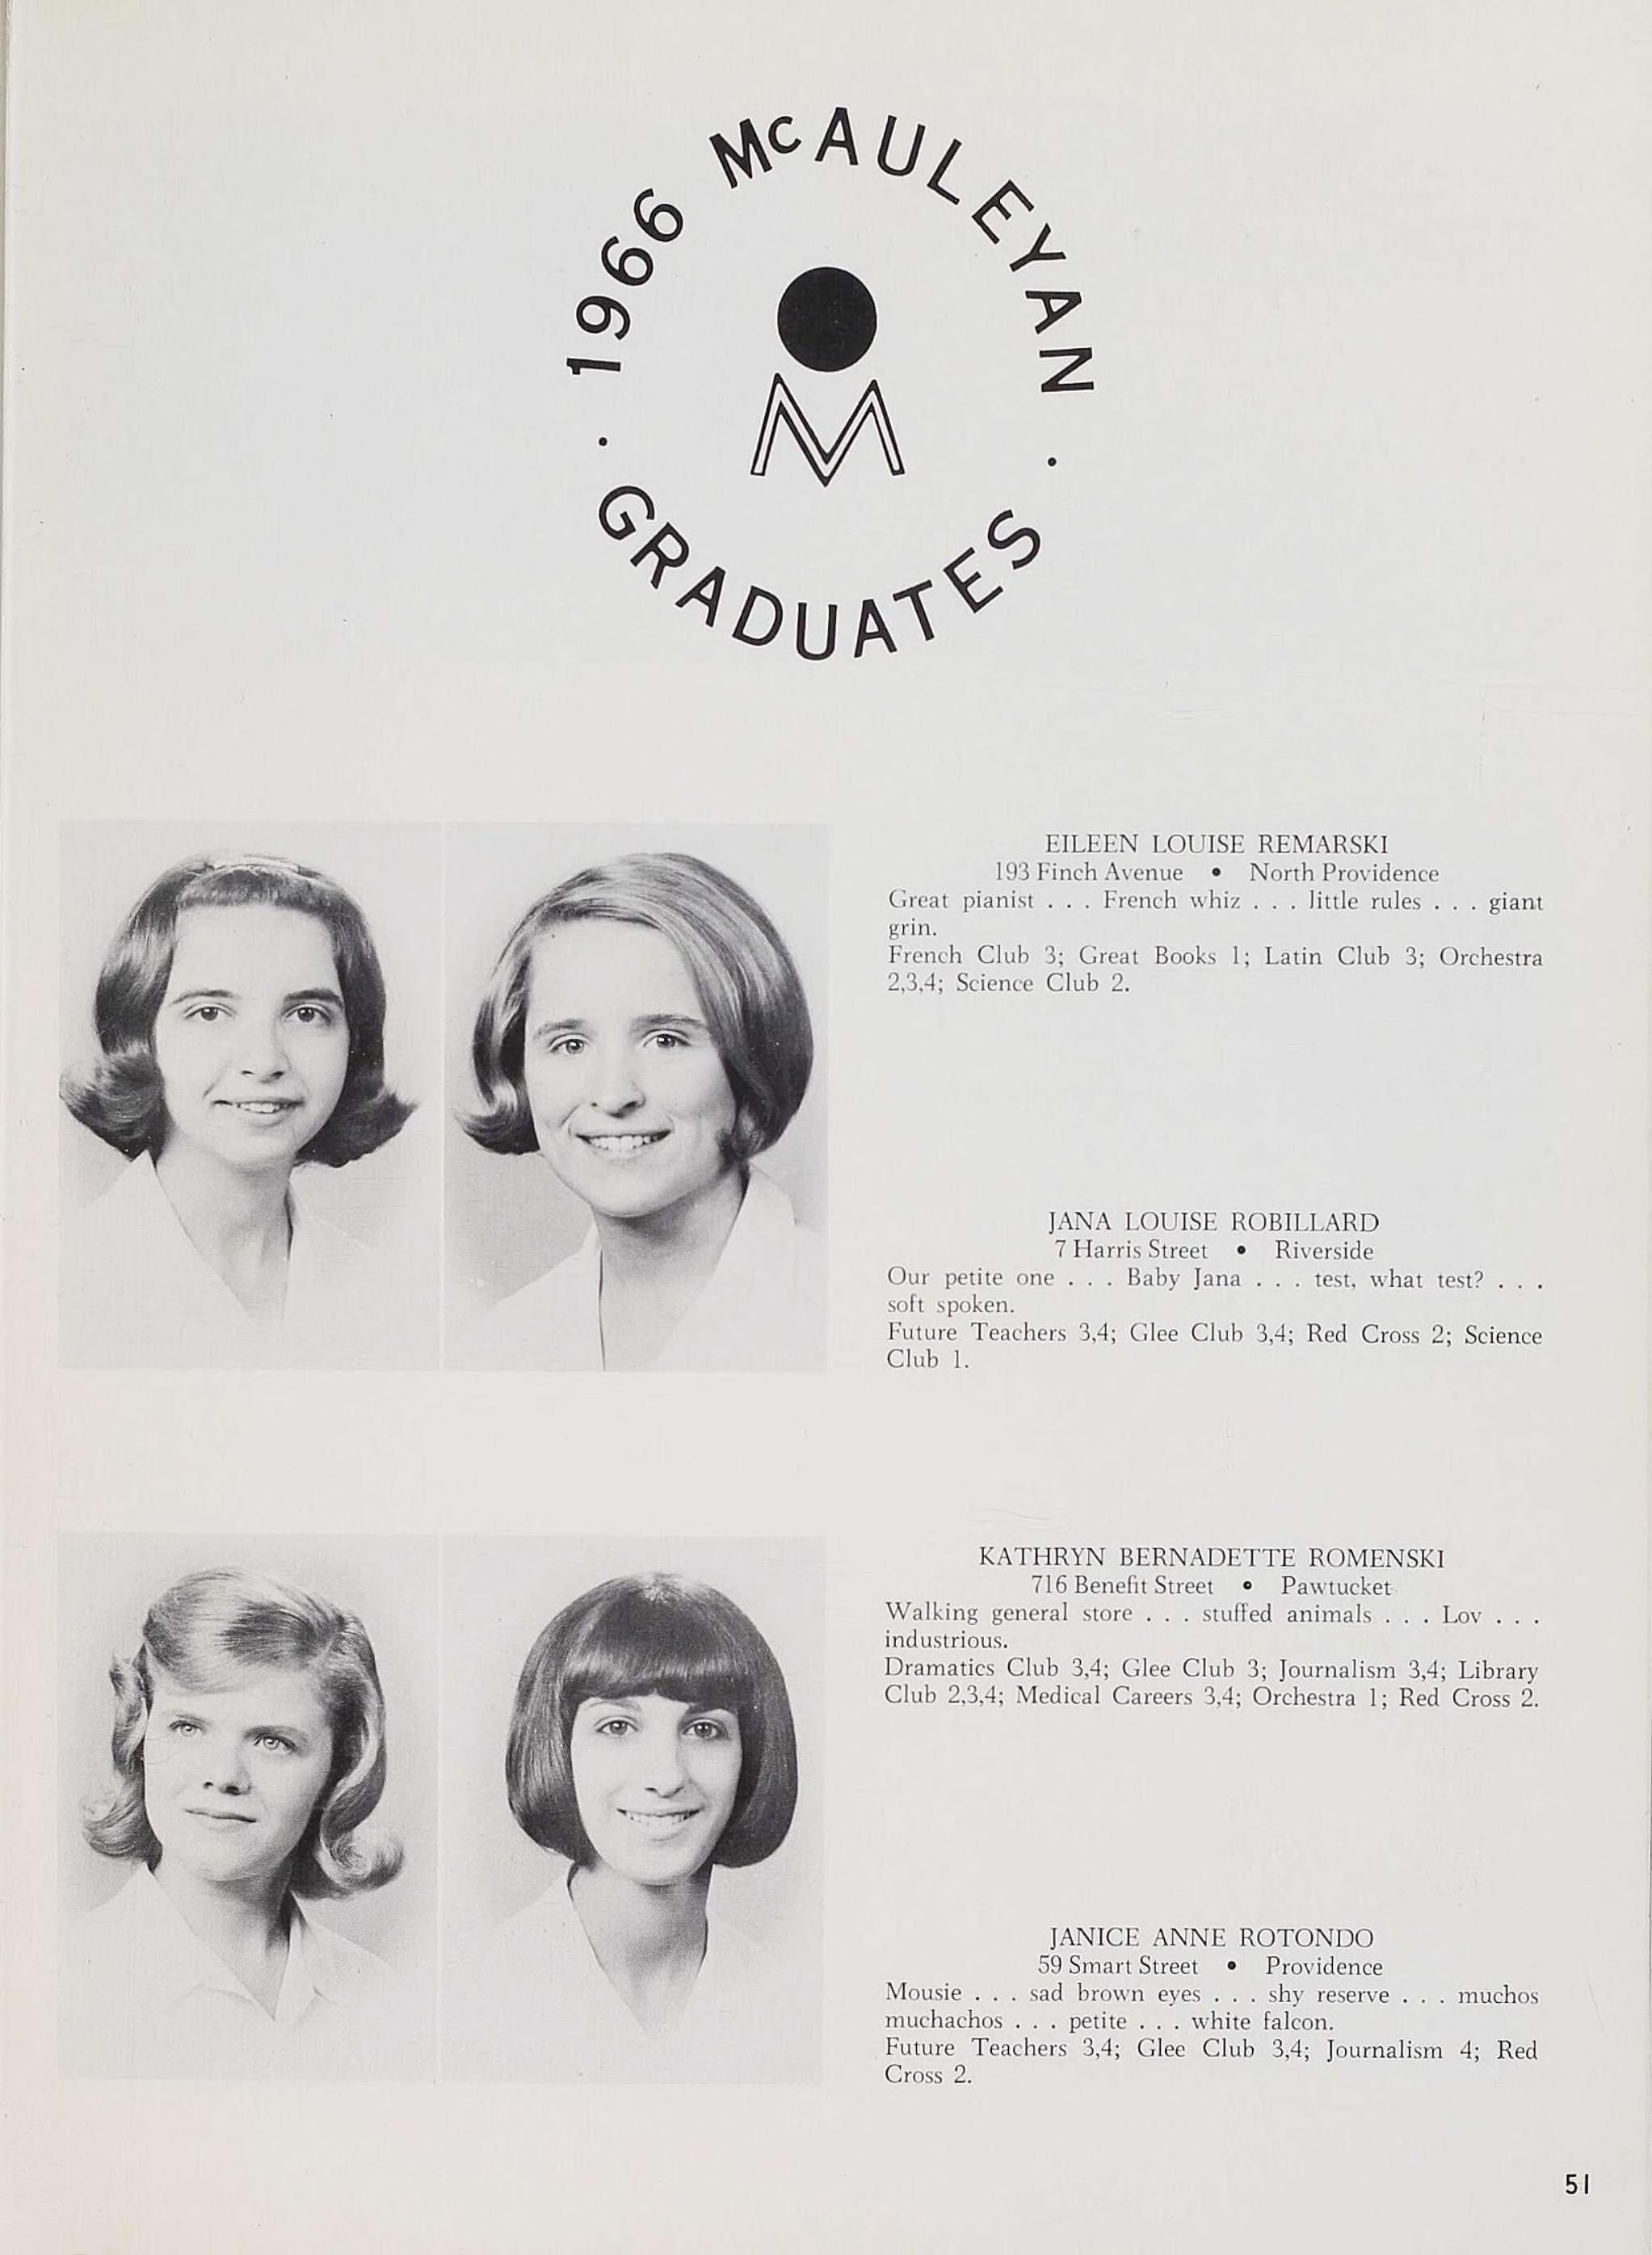 1966 McAULEYAN
· GRADUATES ·
M
EILEEN LOUISE REMARSKI
193 Finch Avenue • North Providence
Great pianist . . . French whiz . . . little rules . . . giant
grin.
French Club 3; Great Books 1; Latin Club 3; Orchestra
2,3,4; Science Club 2.
JANA LOUISE ROBILLARD
7 Harris Street • Riverside
Our petite one . . . Baby Jana . . . test, what test? . . .
soft spoken.
Future Teachers 3,4; Glee Club 3,4; Red Cross 2; Science
Club 1.
KATHRYN BERNADETTE ROMENSKI
716 Benefit Street • Pawtucket
Walking general store . . . stuffed animals . . . Lov . . .
industrious.
Dramatics Club 3,4; Glee Club 3; Journalism 3,4; Library
Club 2,3,4; Medical Careers 3,4; Orchestra 1; Red Cross 2.
JANICE ANNE ROTONDO
59 Smart Street • Providence
Mousie . . . sad brown eyes . . . shy reserve . . . muchos
muchachos . . . petite . . . white falcon.
Future Teachers 3,4; Glee Club 3,4; Journalism 4; Red
Cross 2.
51